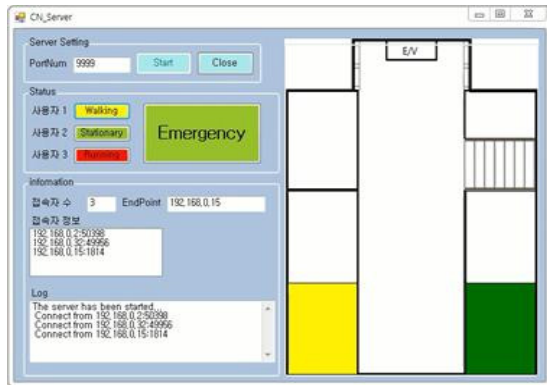 CN_Server
Server Setting
PortNum 9999 Start Close
Status
사용자 1 Walking
사용자 2 Stationary
사용자 3 Running
Emergency
Infomation
접속자 수 3 EndPoint 192,168,0,15
접속자 정보
192,168,0,2:50398
192,168,0,32:49956
192,168,0,15:1814
Log
The server has been started...
Connect from 192,168,0,2:50398
Connect from 192,168,0,32:49956
Connect from 192,168,0,15:1814
E/V